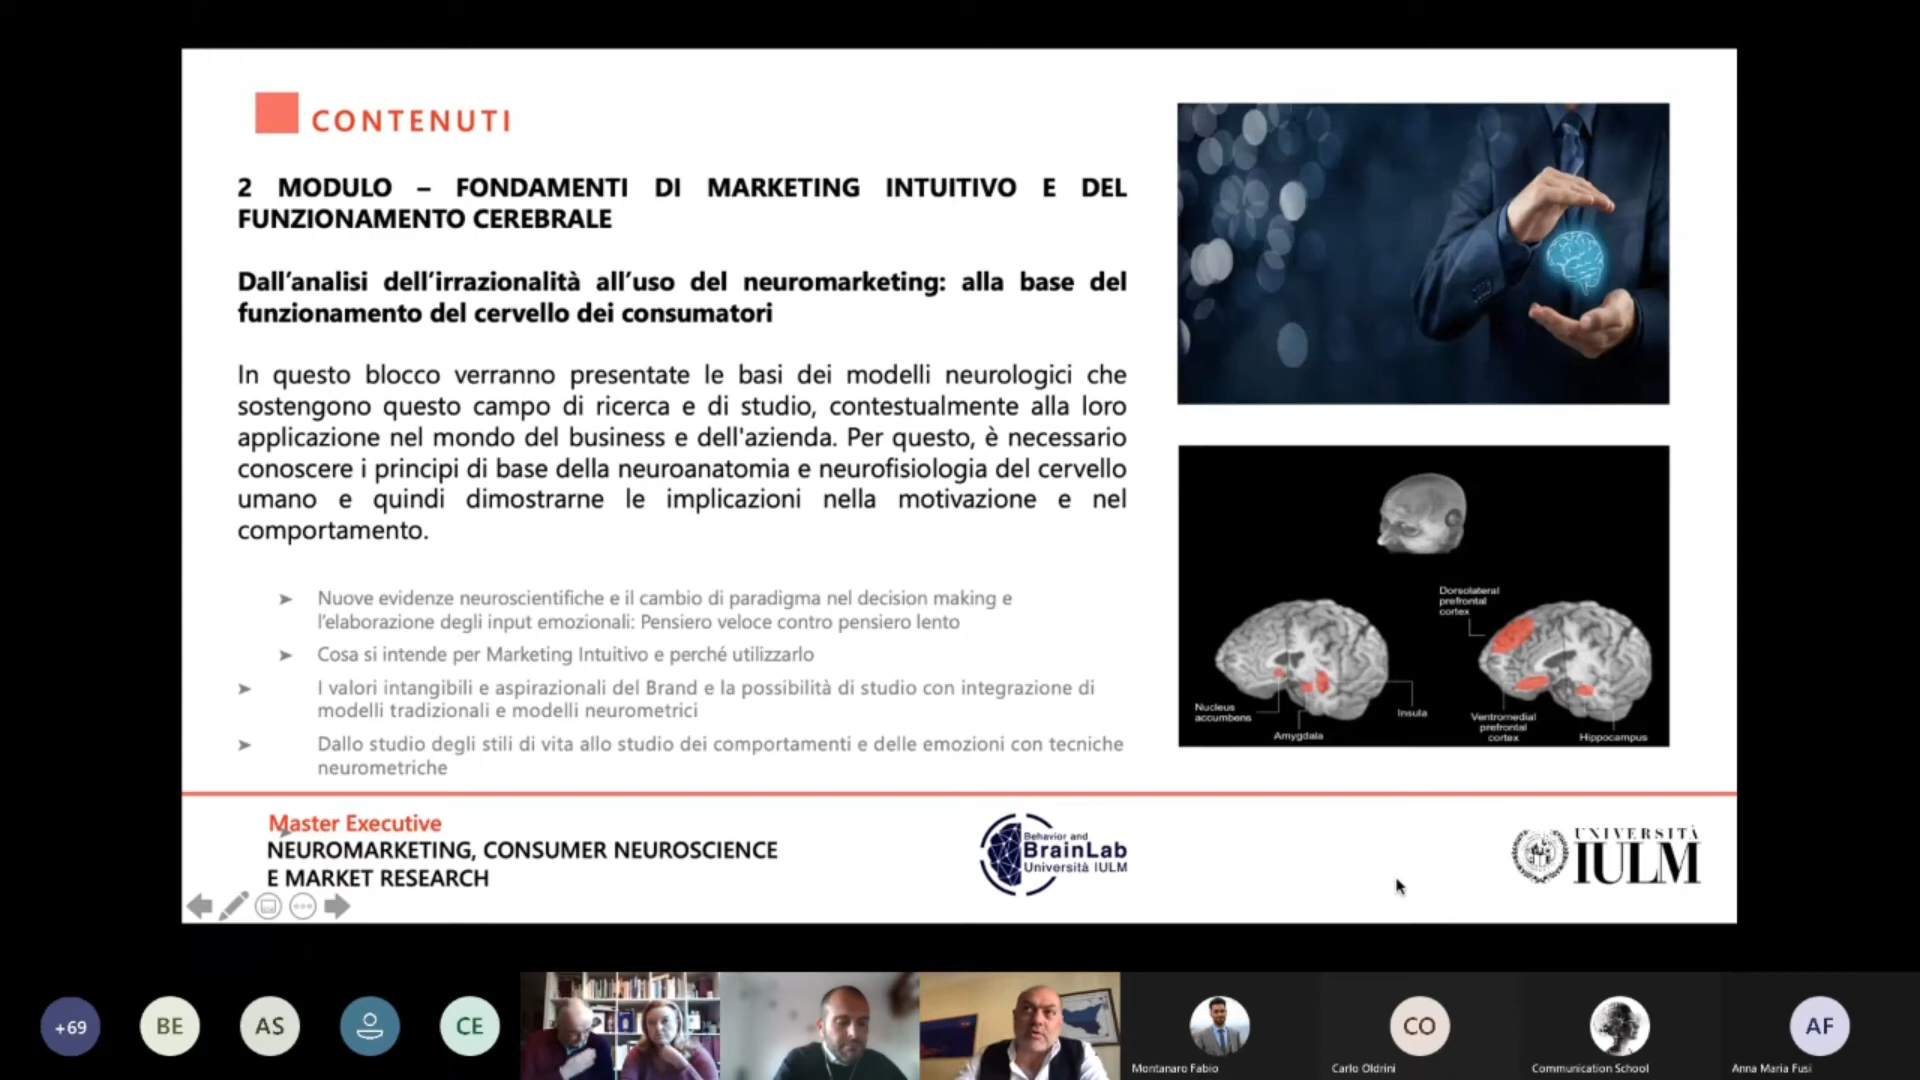 CONTENUTI
2 MODULO – FONDAMENTI DI MARKETING INTUITIVO E DEL
FUNZIONAMENTO CEREBRALE
Dall'analisi dell'irrazionalità all'uso del neuromarketing: alla base del
funzionamento del cervello dei consumatori
In questo blocco verranno presentate le basi dei modelli neurologici che
sostengono questo campo di ricerca e di studio, contestualmente alla loro
applicazione nel mondo del business e dell'azienda. Per questo, è necessario
conoscere i principi di base della neuroanatomia e neurofisiologia del cervello
umano e quindi dimostrarne le implicazioni nella motivazione e nel
comportamento.
➤ Nuove evidenze neuroscientifiche e il cambio di paradigma nel decision making e
l'elaborazione degli input emozionali: Pensiero veloce contro pensiero lento
➤ Cosa si intende per Marketing Intuitivo e perché utilizzarlo
➤ I valori intangibili e aspirazionali del Brand e la possibilità di studio con integrazione di
modelli tradizionali e modelli neurometrici
➤ Dallo studio degli stili di vita allo studio dei comportamenti e delle emozioni con tecniche
neurometriche
Dorsolateral
prefrontal
cortex
Nucleus
accumbens
Amygdala
Insula
Ventromedial
prefrontal
cortex
Hippocampus
Master Executive
NEUROMARKETING, CONSUMER NEUROSCIENCE
E MARKET RESEARCH
Behavior and
BrainLab
Università IULM
UNIVERSITÀ
IULM
+69
BE
AS
CE
Montanaro Fabio
CO
Carlo Oldrini
Communication School
AF
Anna Maria Fusi